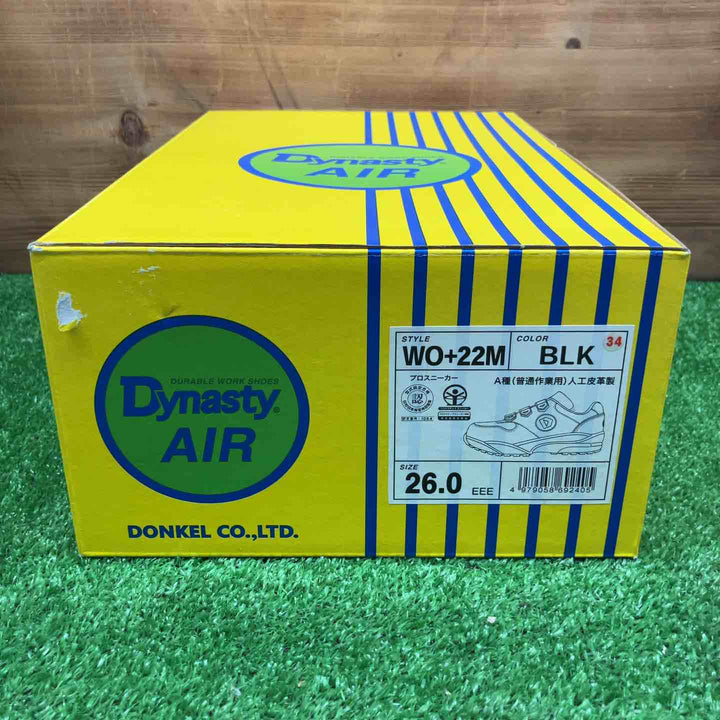 Dynasty
AIR
DURABLE WORK SHOES
Dynasty®
AIR
DONKEL CO.,LTD.
STYLE
WO+22M
COLOR
BLK
34
プロスニーカー
A種(普通作業用)人工皮革製
SIZE
26.0 EEE
4 979058 692405